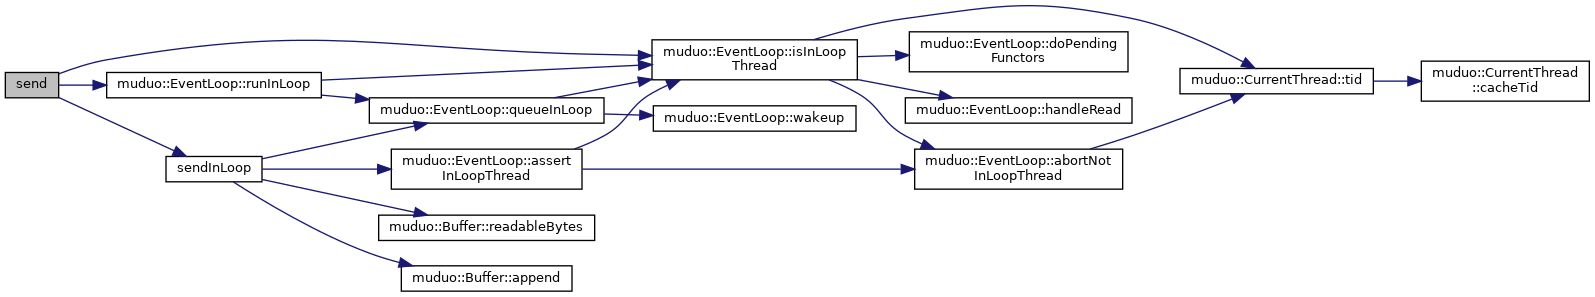 send
muduo::EventLoop::runInLoop
sendInLoop
muduo::EventLoop::queueInLoop
muduo::EventLoop::assert
InLoopThread
muduo::Buffer::readableBytes
muduo::Buffer::append
muduo::EventLoop::isInLoop
Thread
muduo::EventLoop::wakeup
muduo::EventLoop::doPending
Functors
muduo::EventLoop::handleRead
muduo::EventLoop::abortNot
InLoopThread
muduo::CurrentThread::tid
muduo::CurrentThread
::cacheTid